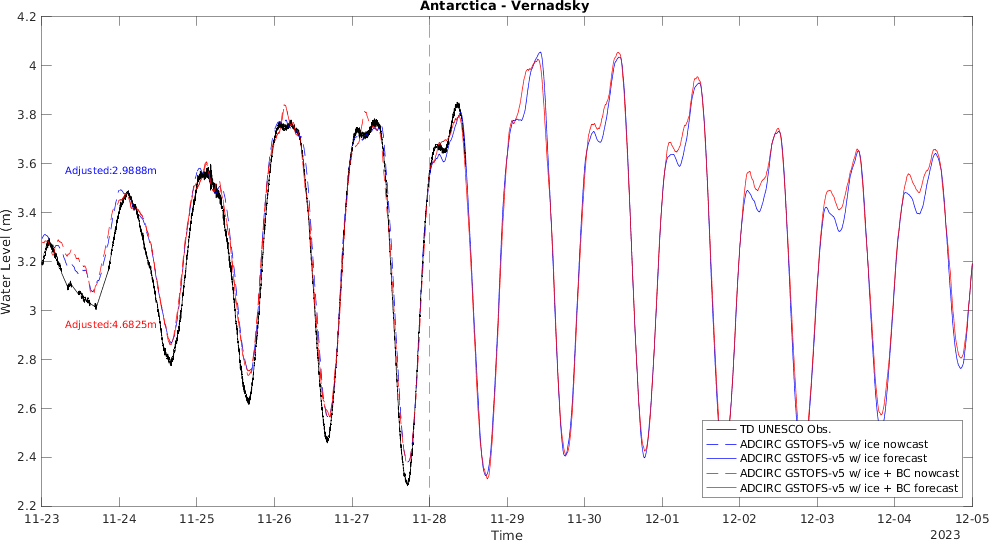 Antarctica - Vernadsky
4.2
4
3.8
3.6
3.4
3.2
3
2.8
2.6
2.4
2.2
Water Level (m)
Adjusted:2.9888m
Adjusted:4.6825m
TD UNESCO Obs.
ADCIRC GSTOFS-v5 w/ ice nowcast
ADCIRC GSTOFS-v5 w/ ice forecast
ADCIRC GSTOFS-v5 w/ ice + BC nowcast
ADCIRC GSTOFS-v5 w/ ice + BC forecast
11-23 11-24 11-25 11-26 11-27 11-28 11-29 11-30 12-01 12-02 12-03 12-04 12-05
Time
2023